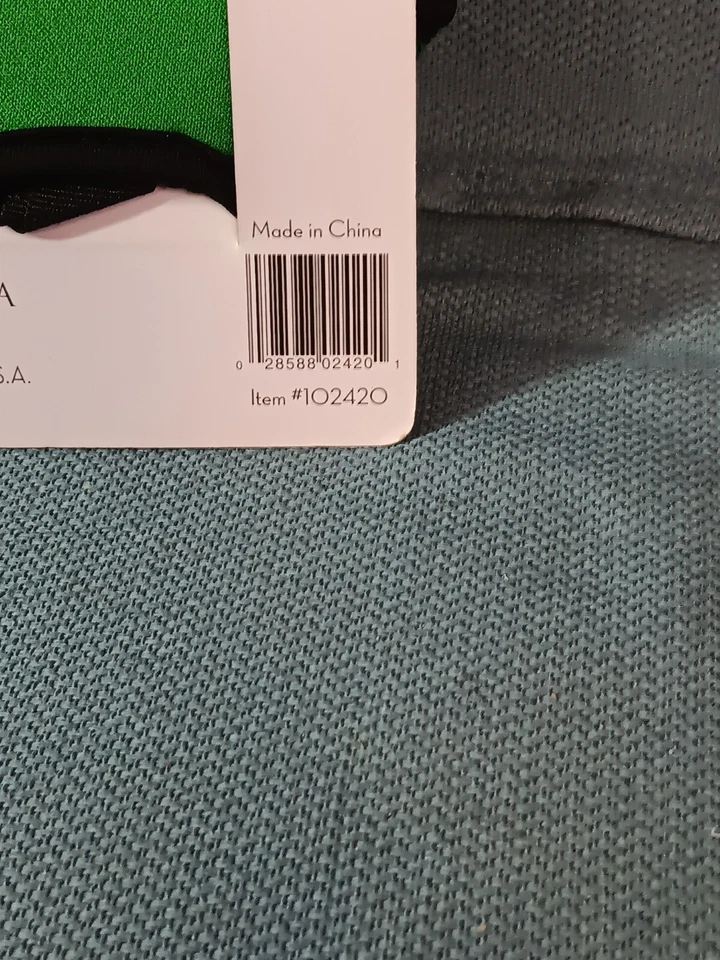 Made in China
A
S.A.
0 28588 02420 1
Item #102420